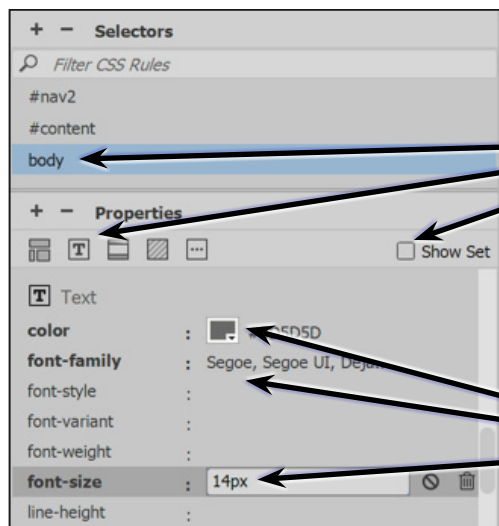 + − Selectors
Filter CSS Rules
#nav2
#content
body
+ − Properties
T Show Set
T Text
color :
font-family : Segoe, Segoe UI,
font-style :
font-variant :
font-weight :
font-size : 14px
line-height :